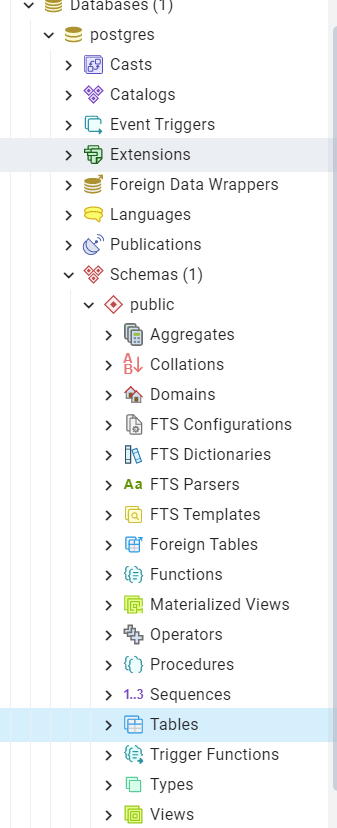 Databases (1)
postgres
Casts
Catalogs
Event Triggers
Extensions
Foreign Data Wrappers
Languages
Publications
Schemas (1)
public
Aggregates
A
B
Collations
Domains
FTS Configurations
FTS Dictionaries
Aa FTS Parsers
FTS Templates
Foreign Tables
Functions
Materialized Views
Operators
Procedures
1..3 Sequences
Tables
Trigger Functions
Types
Views